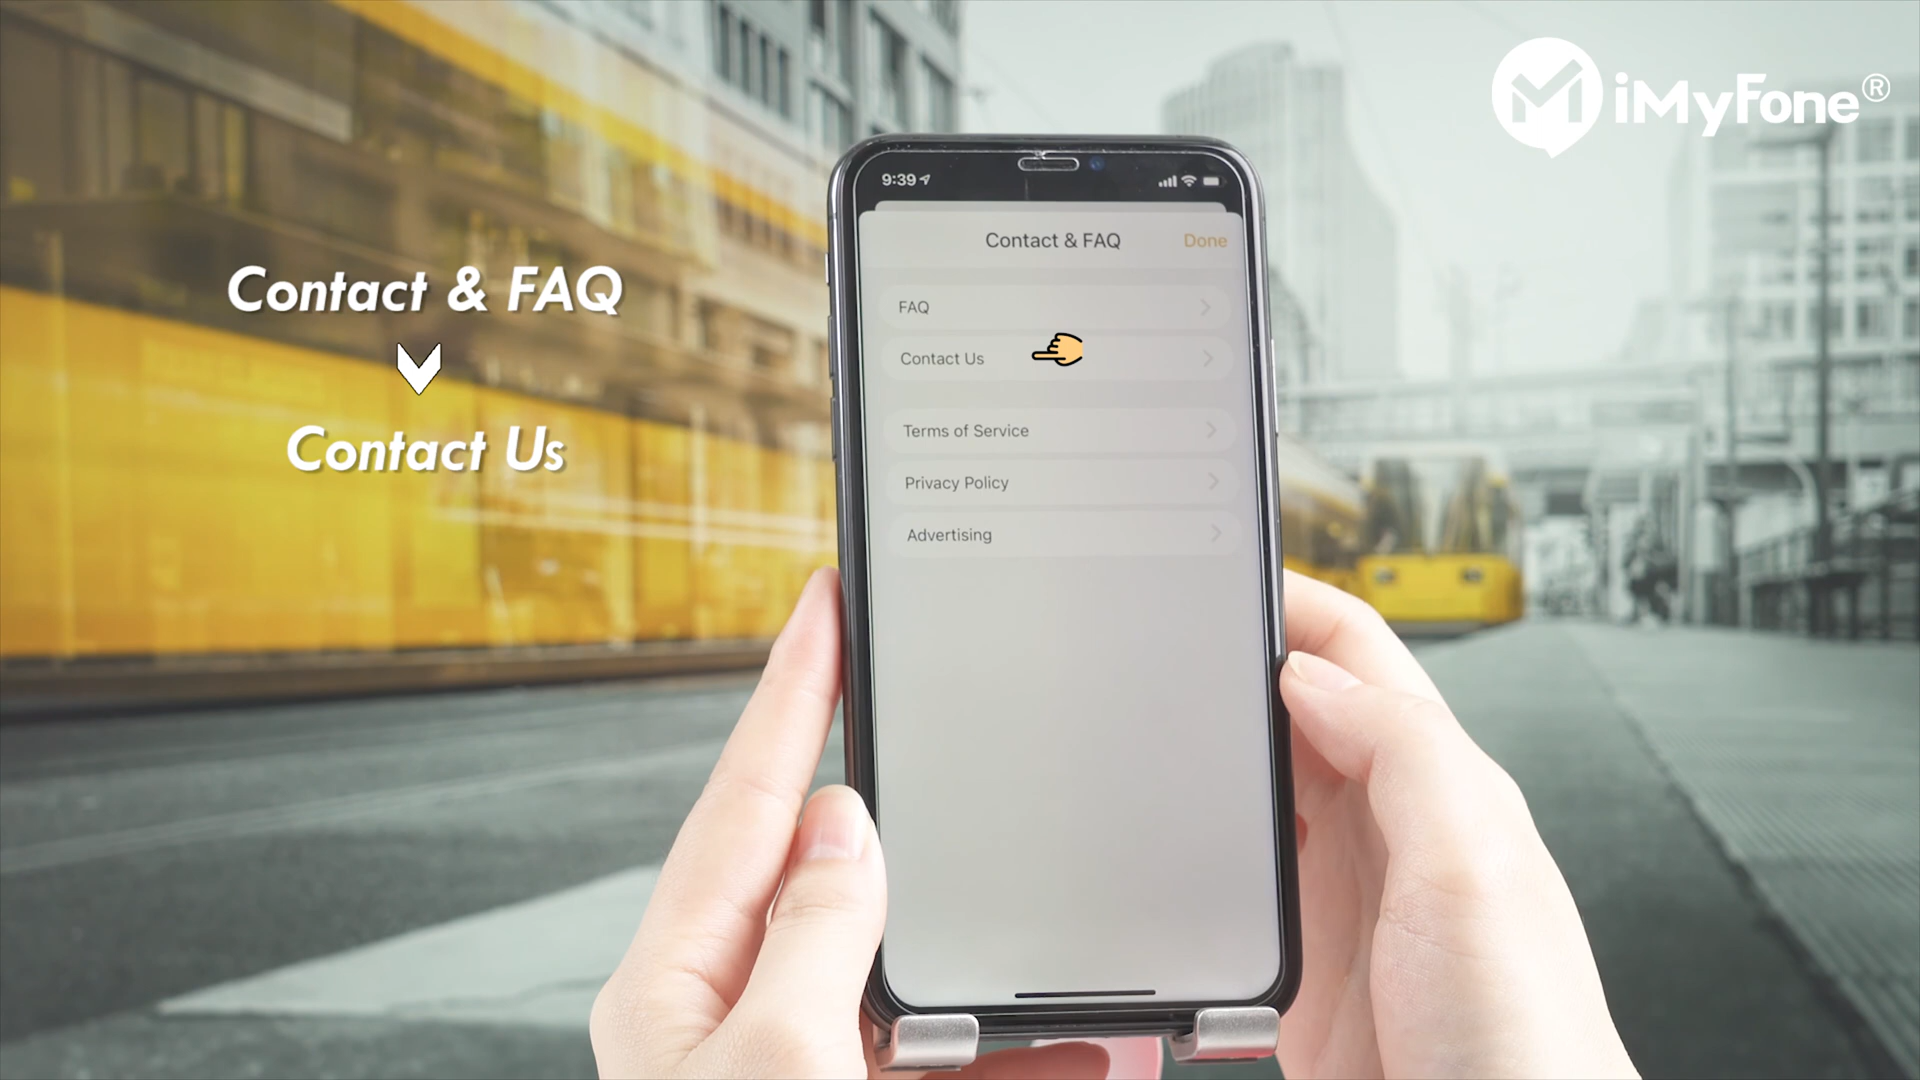 iMyFone®
Contact & FAQ
Contact Us
9:39
Contact & FAQ
Done
FAQ
Contact Us
Terms of Service
Privacy Policy
Advertising